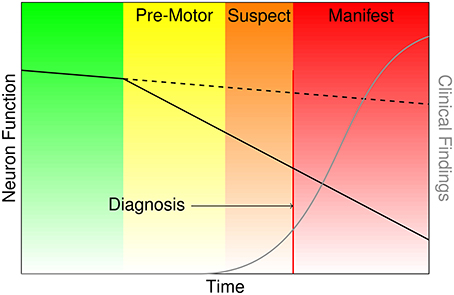 Pre-Motor
Suspect
Manifest
Neuron Function
Clinical Findings
Diagnosis
Time